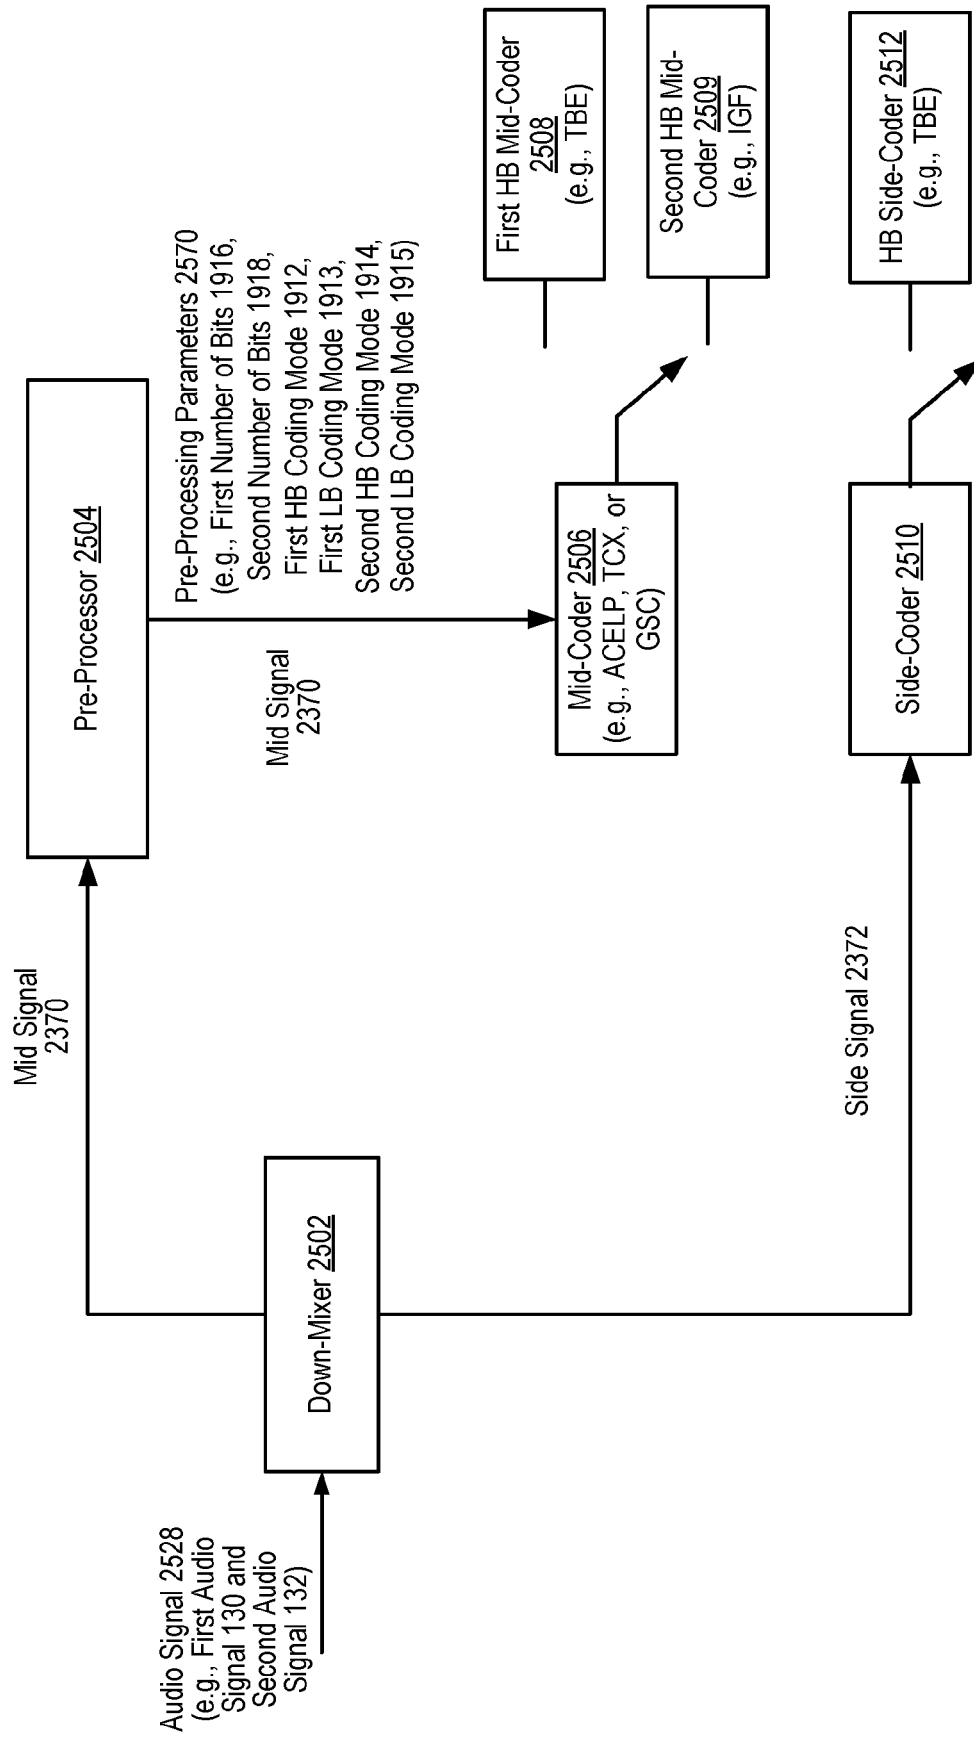 Audio Signal 2528
(e.g., First Audio
Signal 130 and
Second Audio
Signal 132)
Down-Mixer 2502
Mid Signal
2370
Pre-Processor 2504
Pre-Processing Parameters 2570
(e.g., First Number of Bits 1916,
Second Number of Bits 1918,
First HB Coding Mode 1912,
First LB Coding Mode 1913,
Second HB Coding Mode 1914,
Second LB Coding Mode 1915)
Mid Signal
2370
Mid-Coder 2506
(e.g., ACELP, TCX, or
GSC)
First HB Mid-Coder
2508
(e.g., TBE)
Second HB Mid-
Coder 2509
(e.g., IGF)
Side Signal 2372
Side-Coder 2510
HB Side-Coder 2512
(e.g., TBE)